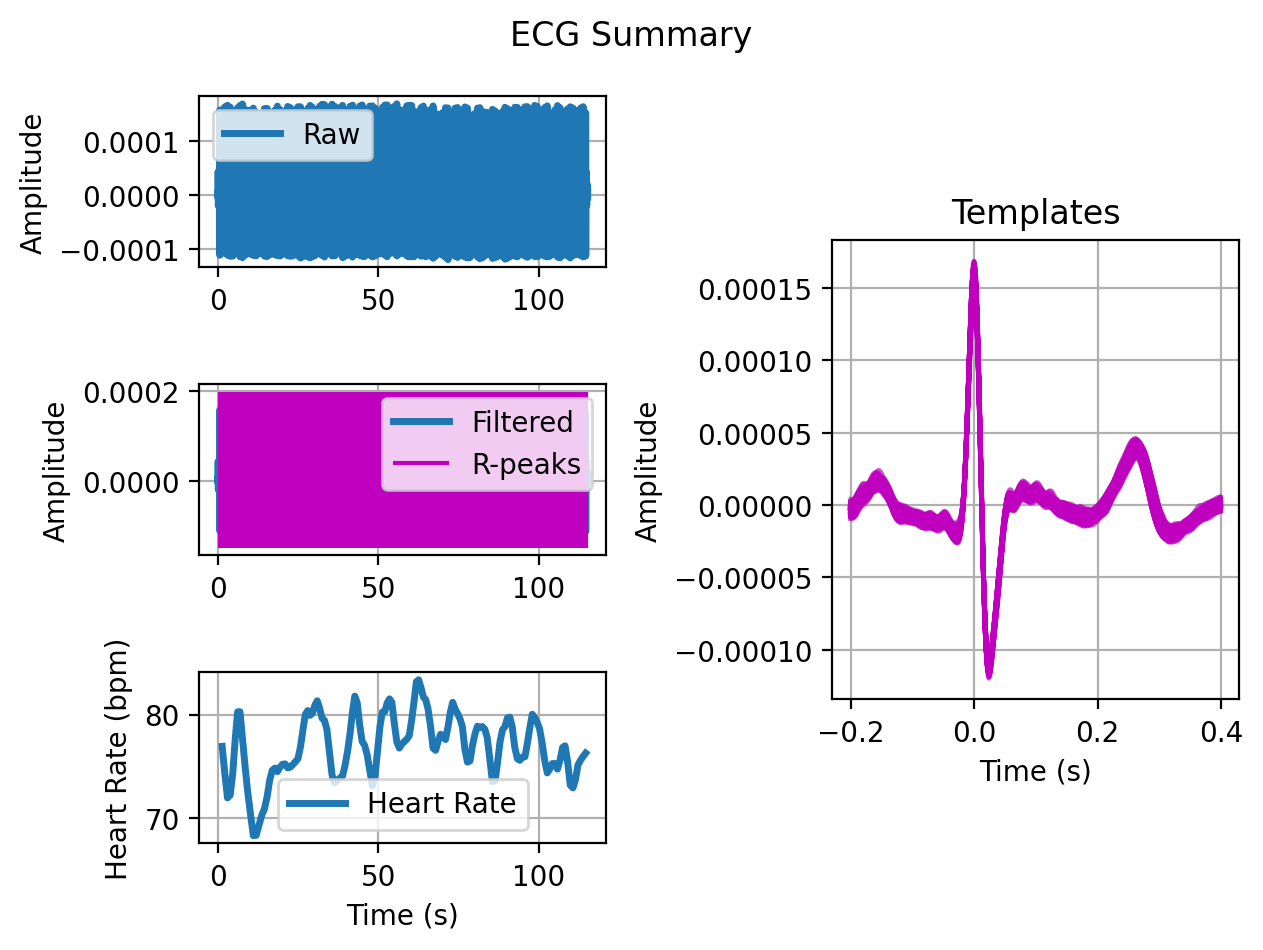 ECG Summary
Amplitude
0.0001
0.0000
−0.0001
Raw
0 50 100
Amplitude
0.0002
0.0000
Filtered
R-peaks
0 50 100
Heart Rate (bpm)
80
70
Heart Rate
0 50 100
Time (s)
Templates
Amplitude
0.00015
0.00010
0.00005
0.00000
−0.00005
−0.00010
−0.2 0.0 0.2 0.4
Time (s)